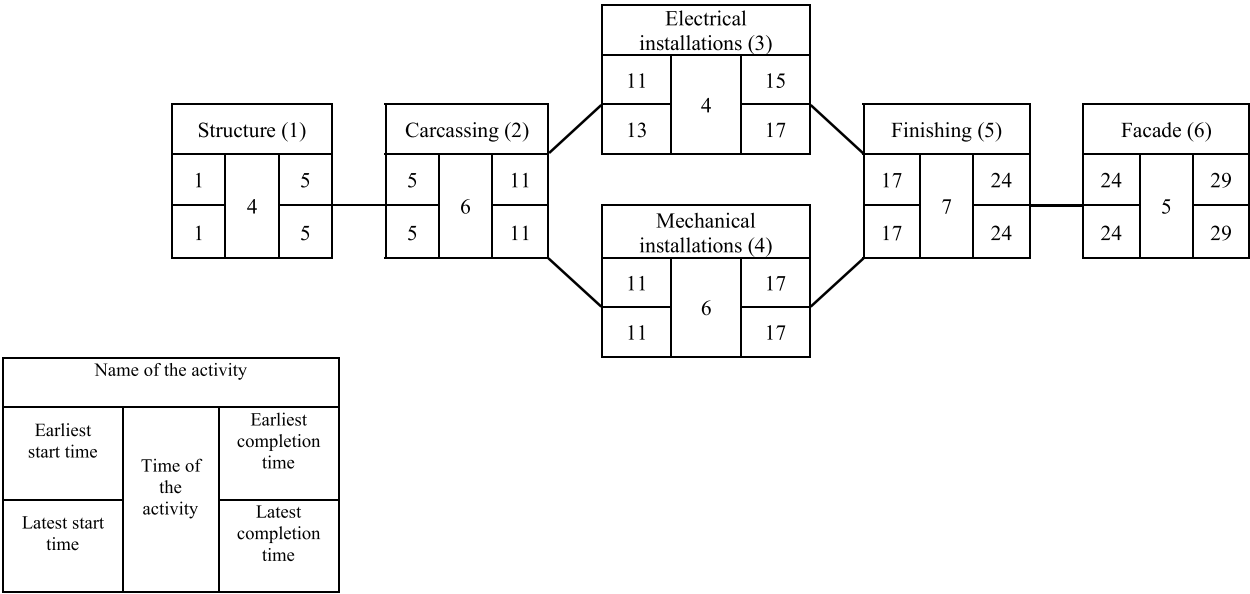 Electrical
installations (3)
11
4
15
13
17
Structure (1)
1
4
5
1
5
Carcassing (2)
5
6
11
5
11
Mechanical
installations (4)
11
6
17
11
17
Finishing (5)
17
7
24
17
24
Facade (6)
24
5
29
24
29
Name of the activity
Earliest
start time
Time of
the
activity
Earliest
completion
time
Latest start
time
Latest
completion
time